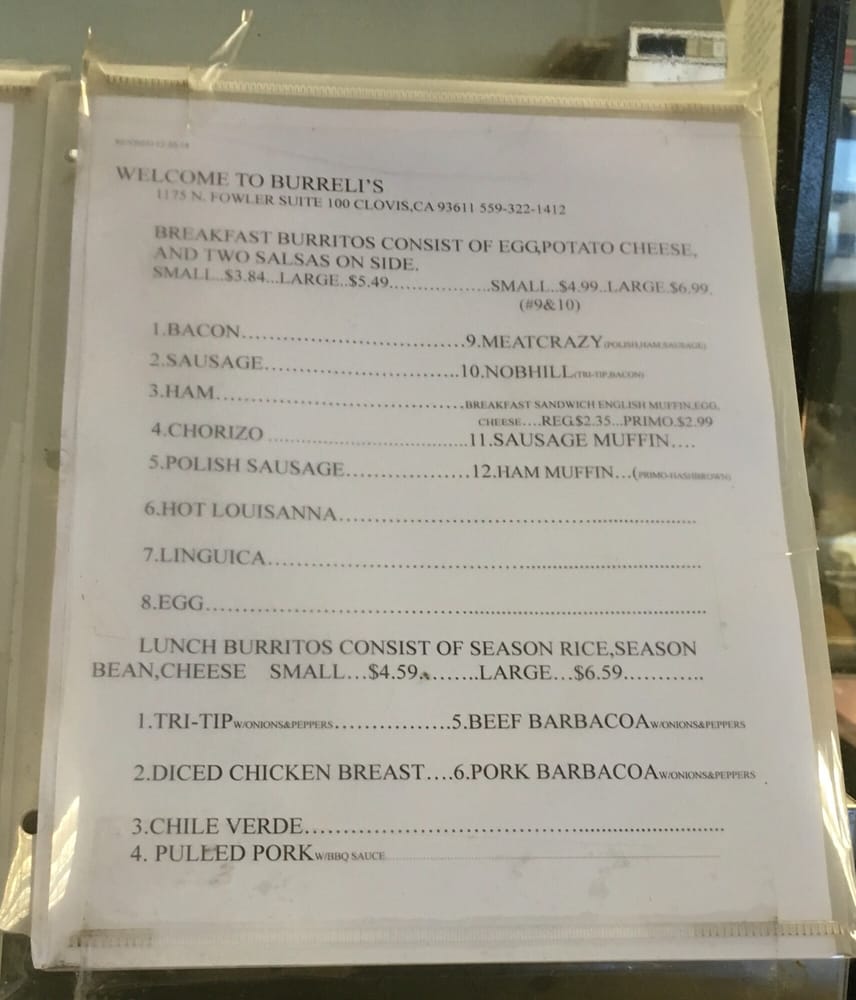 WELCOME TO BURRELI'S
1175 N. FOWLER SUITE 100 CLOVIS,CA 93611 559-322-1412
BREAKFAST BURRITOS CONSIST OF EGG,POTATO CHEESE,
AND TWO SALSAS ON SIDE.
SMALL...$3.84...LARGE..$5.49................SMALL..$4.99..LARGE.$6.99.
(#9&10)
1.BACON....................................9.MEATCRAZY(POLISH,HAM,SAUSAGE)
2.SAUSAGE...............................10.NOBHILL(TRI-TIP,BACON)
3.HAM.......................................BREAKFAST SANDWICH ENGLISH MUFFIN,EGG,
CHEESE....REG.$2.35...PRIMO.$2.99
4.CHORIZO ................................11.SAUSAGE MUFFIN....
5.POLISH SAUSAGE.................12.HAM MUFFIN...(PRIMO-HASHBROWN)
6.HOT LOUISANNA..........................................................
7.LINGUICA......................................................................
8.EGG................................................................................
LUNCH BURRITOS CONSIST OF SEASON RICE,SEASON
BEAN,CHEESE SMALL...$4.59.........LARGE...$6.59............
1.TRI-TIPW/ONIONS&PEPPERS................5.BEEF BARBACOAW/ONIONS&PEPPERS
2.DICED CHICKEN BREAST....6.PORK BARBACOAW/ONIONS&PEPPERS
3.CHILE VERDE..................................................................
4. PULLED PORKW/BBQ SAUCE..................................................